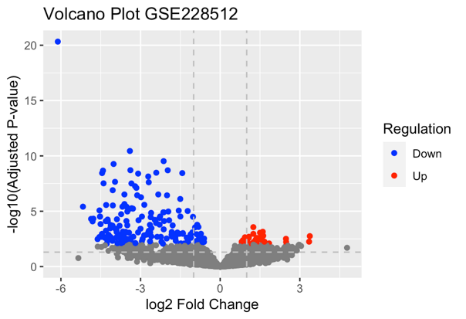 Volcano Plot GSE228512
-log10(Adjusted P-value)
20
15
10
5
0
-6
-3
0
3
log2 Fold Change
Regulation
Down
Up